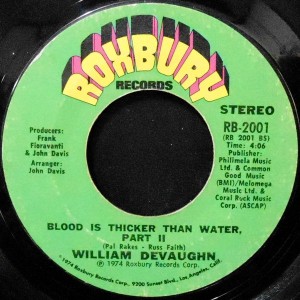 ROXBURY
RECORDS
STEREO
RB-2001
(RB 2001 BS)
Time: 4:06
Publisher:
Philimela Music
Ltd. & Common
Good Music
(BMI)/Melomega
Music Ltd. &
Coral Rock Music
Corp. (ASCAP)
Producers:
Frank
Fioravanti &
John Davis
Arranger:
John Davis
BLOOD IS THICKER THAN WATER,
PART II
(Pal Rakes - Russ Faith)
WILLIAM DEVAUGHN
℗ 1974 Roxbury Records Corp.
©1974 Roxbury Records Corp., 9200 Sunset Blvd., Los Angeles, Calif.